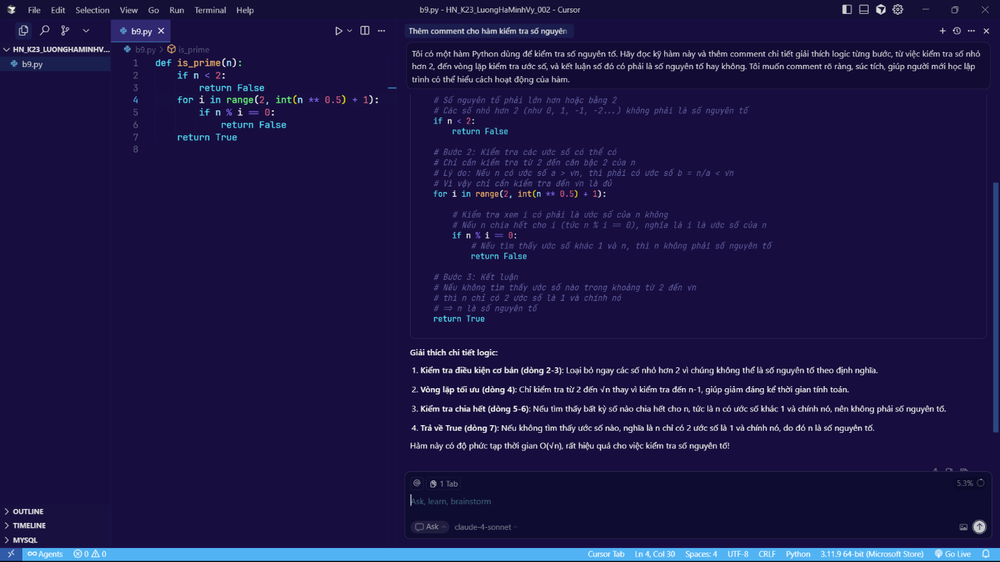 File Edit Selection View Go Run Terminal Help
b9.py - HN_K23_LuongHaMinhVy_002 - Cursor
b9.py
HN_K23_LUONGHAMINHV...
b9.py
b9.py > is_prime
1 def is_prime(n):
2     if n < 2:
3         return False
4     for i in range(2, int(n ** 0.5) + 1):
5         if n % i == 0:
6             return False
7     return True
8
OUTLINE
TIMELINE
MYSQL
Thêm comment cho hàm kiểm tra số nguyên
Tôi có một hàm Python dùng để kiểm tra số nguyên tố. Hãy đọc kỹ hàm này và thêm comment chi tiết giải thích logic từng bước, từ việc kiểm tra số nhỏ
hơn 2, đến vòng lặp kiểm tra ước số, và kết luận số đó có phải là số nguyên tố hay không. Tôi muốn comment rõ ràng, súc tích, giúp người mới học lập
trình có thể hiểu cách hoạt động của hàm.
# Số nguyên tố phải lớn hơn hoặc bằng 2
# Các số nhỏ hơn 2 (như 0, 1, -1, -2...) không phải là số nguyên tố
if n < 2:
    return False
# Bước 2: Kiểm tra các ước số có thể có
# Chỉ cần kiểm tra từ 2 đến căn bậc 2 của n
# Lý do: Nếu n có ước số a > √n, thì phải có ước số b = n/a < √n
# Vì vậy chỉ cần kiểm tra đến √n là đủ
for i in range(2, int(n ** 0.5) + 1):
    # Kiểm tra xem i có phải là ước số của n không
    # Nếu n chia hết cho i (tức n % i == 0), nghĩa là i là ước số của n
    if n % i == 0:
        # Nếu tìm thấy ước số khác 1 và n, thì n không phải số nguyên tố
        return False
# Bước 3: Kết luận
# Nếu không tìm thấy ước số nào trong khoảng từ 2 đến √n
# thì n chỉ có 2 ước số là 1 và chính nó
# => n là số nguyên tố
return True
Giải thích chi tiết logic:
1. Kiểm tra điều kiện cơ bản (dòng 2-3): Loại bỏ ngay các số nhỏ hơn 2 vì chúng không thể là số nguyên tố theo định nghĩa.
2. Vòng lặp tối ưu (dòng 4): Chỉ kiểm tra từ 2 đến √n thay vì kiểm tra đến n-1, giúp giảm đáng kể thời gian tính toán.
3. Kiểm tra chia hết (dòng 5-6): Nếu tìm thấy bất kỳ số nào chia hết cho n, tức là n có ước số khác 1 và chính nó, nên không phải số nguyên tố.
4. Trả về True (dòng 7): Nếu không tìm thấy ước số nào, nghĩa là n chỉ có 2 ước số là 1 và chính nó, do đó n là số nguyên tố.
Hàm này có độ phức tạp thời gian O(√n), rất hiệu quả cho việc kiểm tra số nguyên tố!
@ 1 Tab 5.3%
Ask, learn, brainstorm
Ask claude-4-sonnet
Agents 0 0 Cursor Tab Ln 4, Col 30 Spaces: 4 UTF-8 CRLF Python 3.11.9 64-bit (Microsoft Store) Go Live